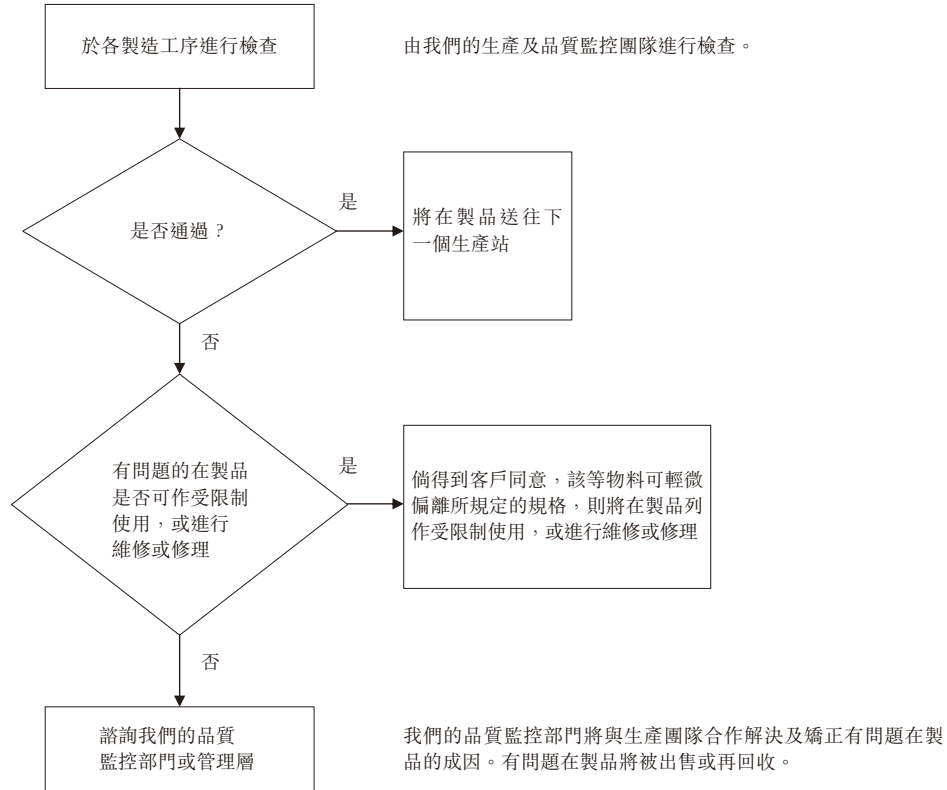 於各製造工序進行檢查
由我們的生產及品質監控團隊進行檢查。
是否通過？
是
將在製品送往下
一個生產站
否
有問題的在製品
是否可作受限制
使用，或進行
維修或修理
是
倘得到客戶同意，該等物料可輕微
偏離所規定的規格，則將在製品列
作受限制使用，或進行維修或修理
否
諮詢我們的品質
監控部門或管理層
我們的品質監控部門將與生產團隊合作解決及矯正有問題在製
品的成因。有問題在製品將被出售或再回收。